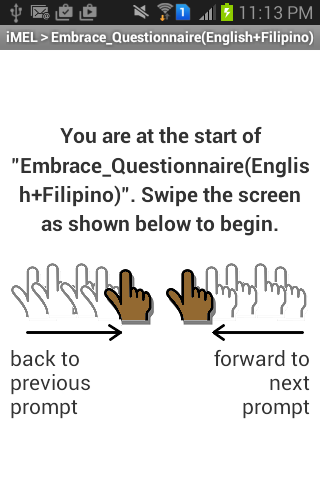 1 11:13 PM
iMEL > Embrace_Questionnaire(English+Filipino)
You are at the start of
"Embrace_Questionnaire(Englis
h+Filipino)". Swipe the screen
as shown below to begin.
back to
previous
prompt
forward to
next
prompt